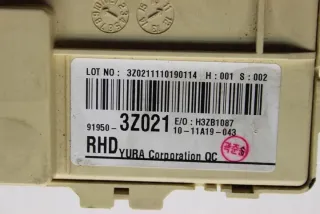 LOT NO : 3Z0211110190114 H : 001 S : 002
91950- 3Z021 E/O : H3ZB1087
10-11A19-043
RHD YURA Corporation QC